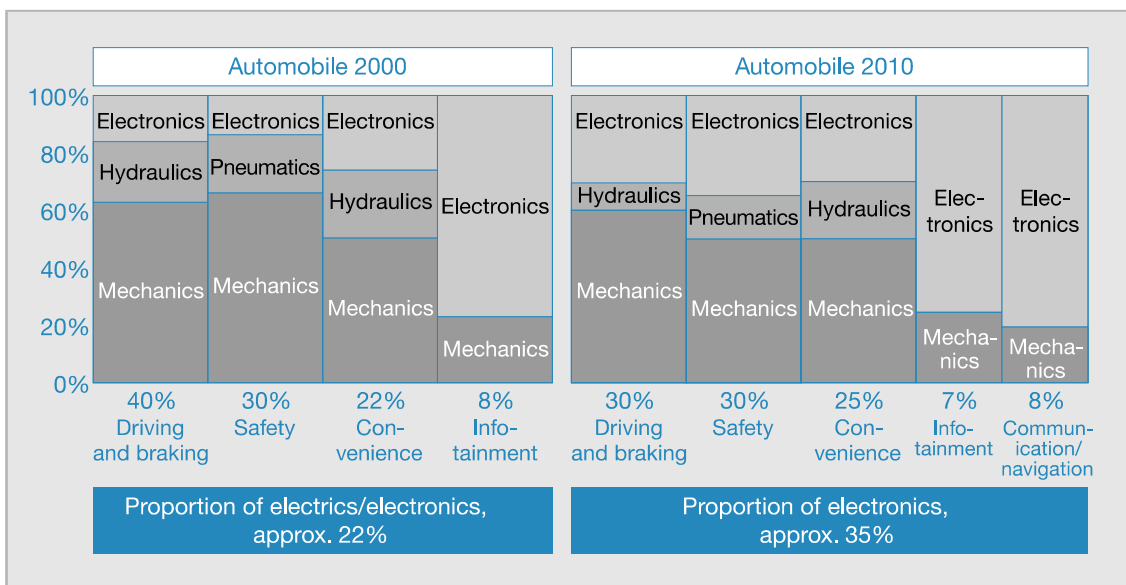 Automobile 2000
Automobile 2010
100%
80%
60%
40%
20%
0%
Electronics
Hydraulics
Mechanics
Electronics
Pneumatics
Mechanics
Electronics
Hydraulics
Mechanics
Electronics
Mechanics
Electronics
Hydraulics
Mechanics
Electronics
Pneumatics
Mechanics
Electronics
Hydraulics
Mechanics
Elec-
tronics
Mecha-
nics
Elec-
tronics
Mecha-
nics
40%
Driving
and braking
30%
Safety
22%
Con-
venience
8%
Info-
tainment
30%
Driving
and braking
30%
Safety
25%
Con-
venience
7%
Info-
tainment
8%
Commun-
ication/
navigation
Proportion of electrics/electronics,
approx. 22%
Proportion of electronics,
approx. 35%